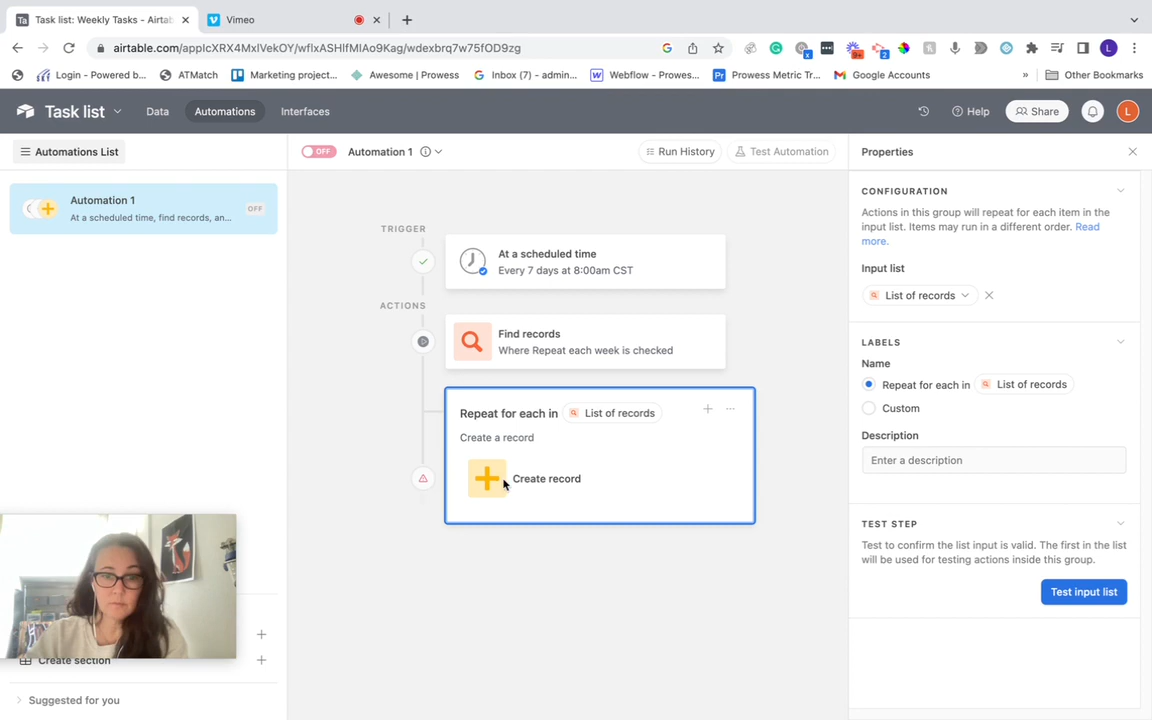 Ta Task list: Weekly Tasks - Airtab
Vimeo
airtable.com/appIcXRX4MxlVekOY/wflxASHlfMlAo9Kag/wdexbrq7w75fOD9zg
9+
2
L
Login - Powered b...
ATMatch
Marketing project...
Awesome | Prowess
Inbox (7) - admin...
Webflow - Prowes...
Prowess Metric Tr...
Google Accounts
»
Other Bookmarks
Task list
Data
Automations
Interfaces
Help
Share
L
Automations List
OFF
Automation 1
Run History
Test Automation
Properties
Automation 1
At a scheduled time, find records, an...
OFF
TRIGGER
At a scheduled time
Every 7 days at 8:00am CST
ACTIONS
Find records
Where Repeat each week is checked
Repeat for each in List of records
Create a record
Create record
CONFIGURATION
Actions in this group will repeat for each item in the
input list. Items may run in a different order. Read
more.
Input list
List of records
LABELS
Name
Repeat for each in List of records
Custom
Description
Enter a description
TEST STEP
Test to confirm the list input is valid. The first in the list
will be used for testing actions inside this group.
Test input list
Create section
Suggested for you